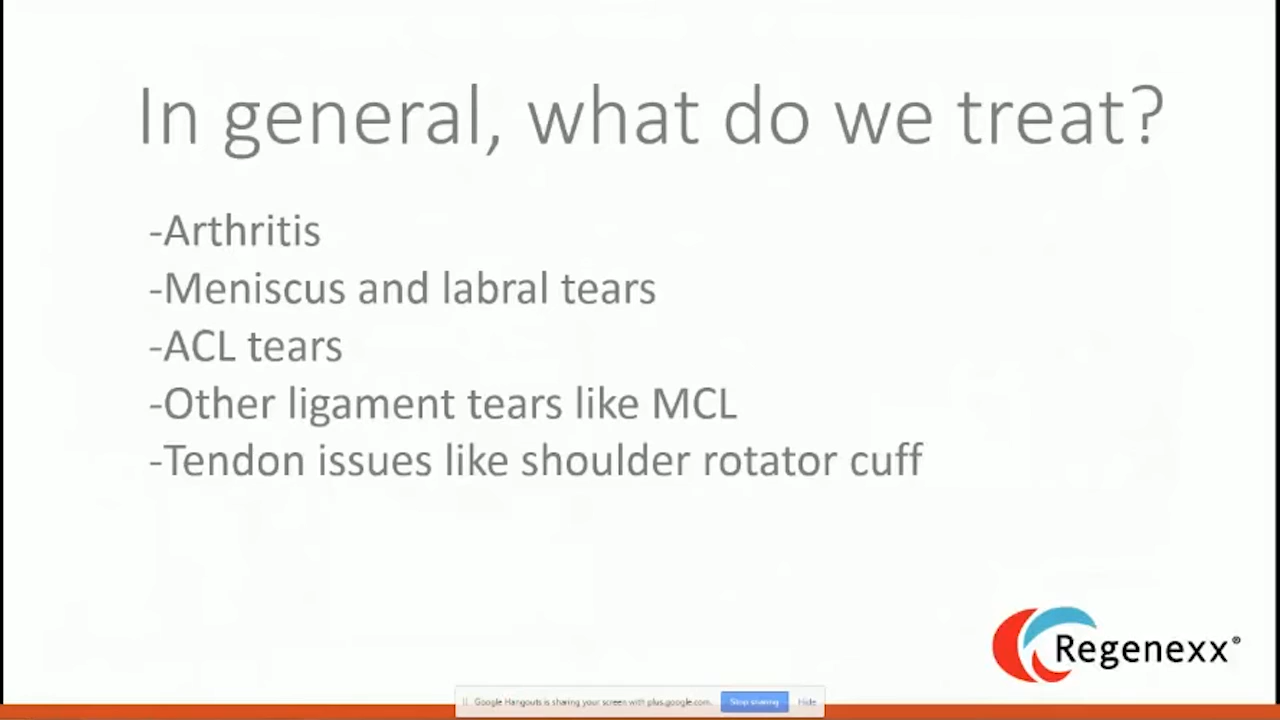 In general, what do we treat?
-Arthritis
-Meniscus and labral tears
-ACL tears
-Other ligament tears like MCL
-Tendon issues like shoulder rotator cuff
Regenexx®
Google Hangouts is sharing your screen with plus.google.com. Stop sharing Hide